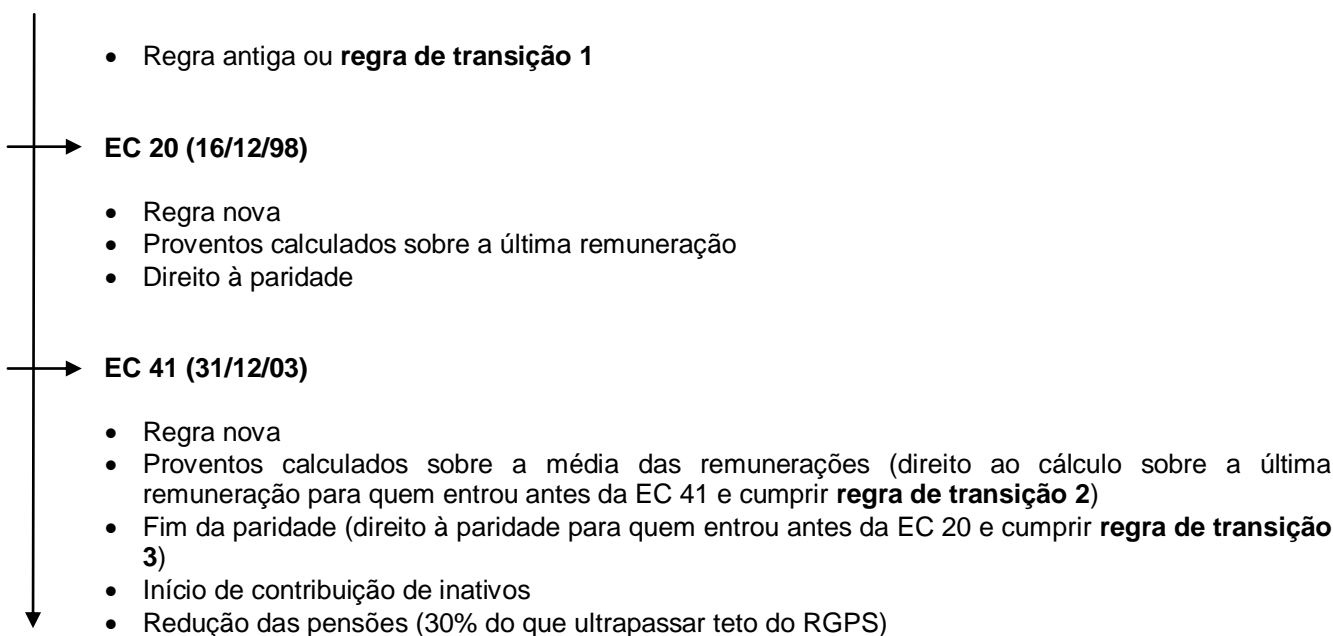 • Regra antiga ou regra de transição 1
EC 20 (16/12/98)
• Regra nova
• Proventos calculados sobre a última remuneração
• Direito à paridade
EC 41 (31/12/03)
• Regra nova
• Proventos calculados sobre a média das remunerações (direito ao cálculo sobre a última
remuneração para quem entrou antes da EC 41 e cumprir regra de transição 2)
• Fim da paridade (direito à paridade para quem entrou antes da EC 20 e cumprir regra de transição
3)
• Início de contribuição de inativos
• Redução das pensões (30% do que ultrapassar teto do RGPS)